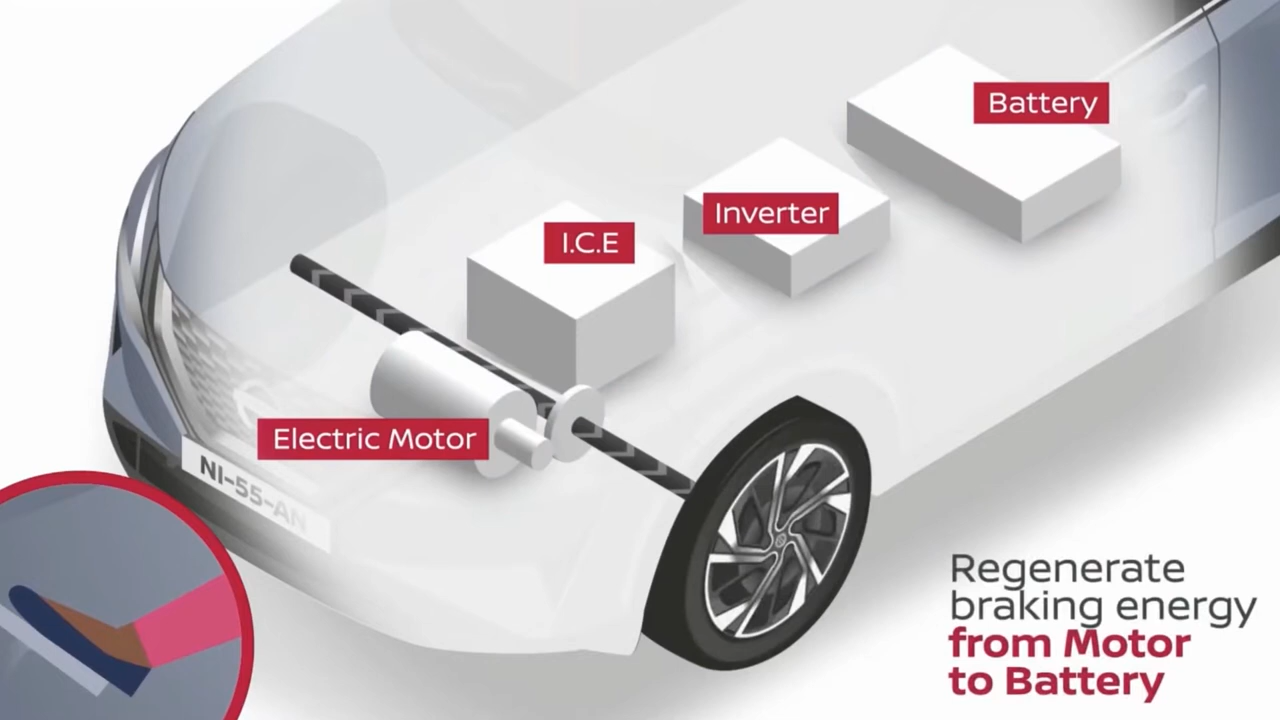 Battery
Inverter
I.C.E
Electric Motor
NI-55-AN
Regenerate
braking energy
from Motor
to Battery